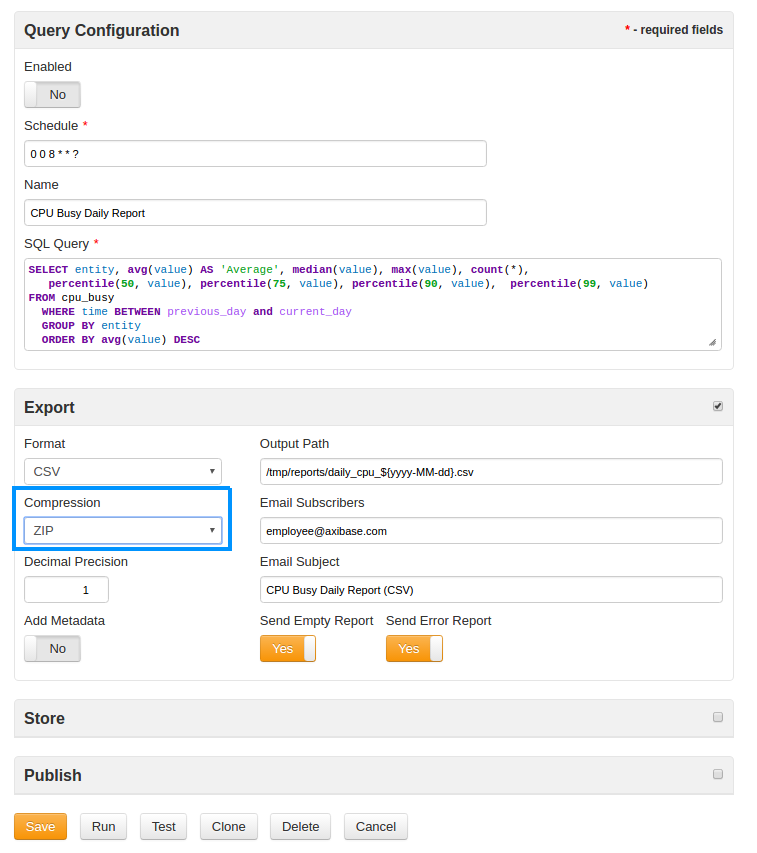 Query Configuration
* - required fields
Enabled
No
Schedule *
0 0 8 * * ?
Name
CPU Busy Daily Report
SQL Query *
SELECT entity, avg(value) AS 'Average', median(value), max(value), count(*),
percentile(50, value), percentile(75, value), percentile(90, value),  percentile(99, value)
FROM cpu_busy
WHERE time BETWEEN previous_day and current_day
GROUP BY entity
ORDER BY avg(value) DESC
Export
Format
Output Path
CSV
/tmp/reports/daily_cpu_${yyyy-MM-dd}.csv
Compression
Email Subscribers
ZIP
employee@axibase.com
Decimal Precision
Email Subject
1
CPU Busy Daily Report (CSV)
Add Metadata
Send Empty Report
Send Error Report
No
Yes
Yes
Store
Publish
Save
Run
Test
Clone
Delete
Cancel